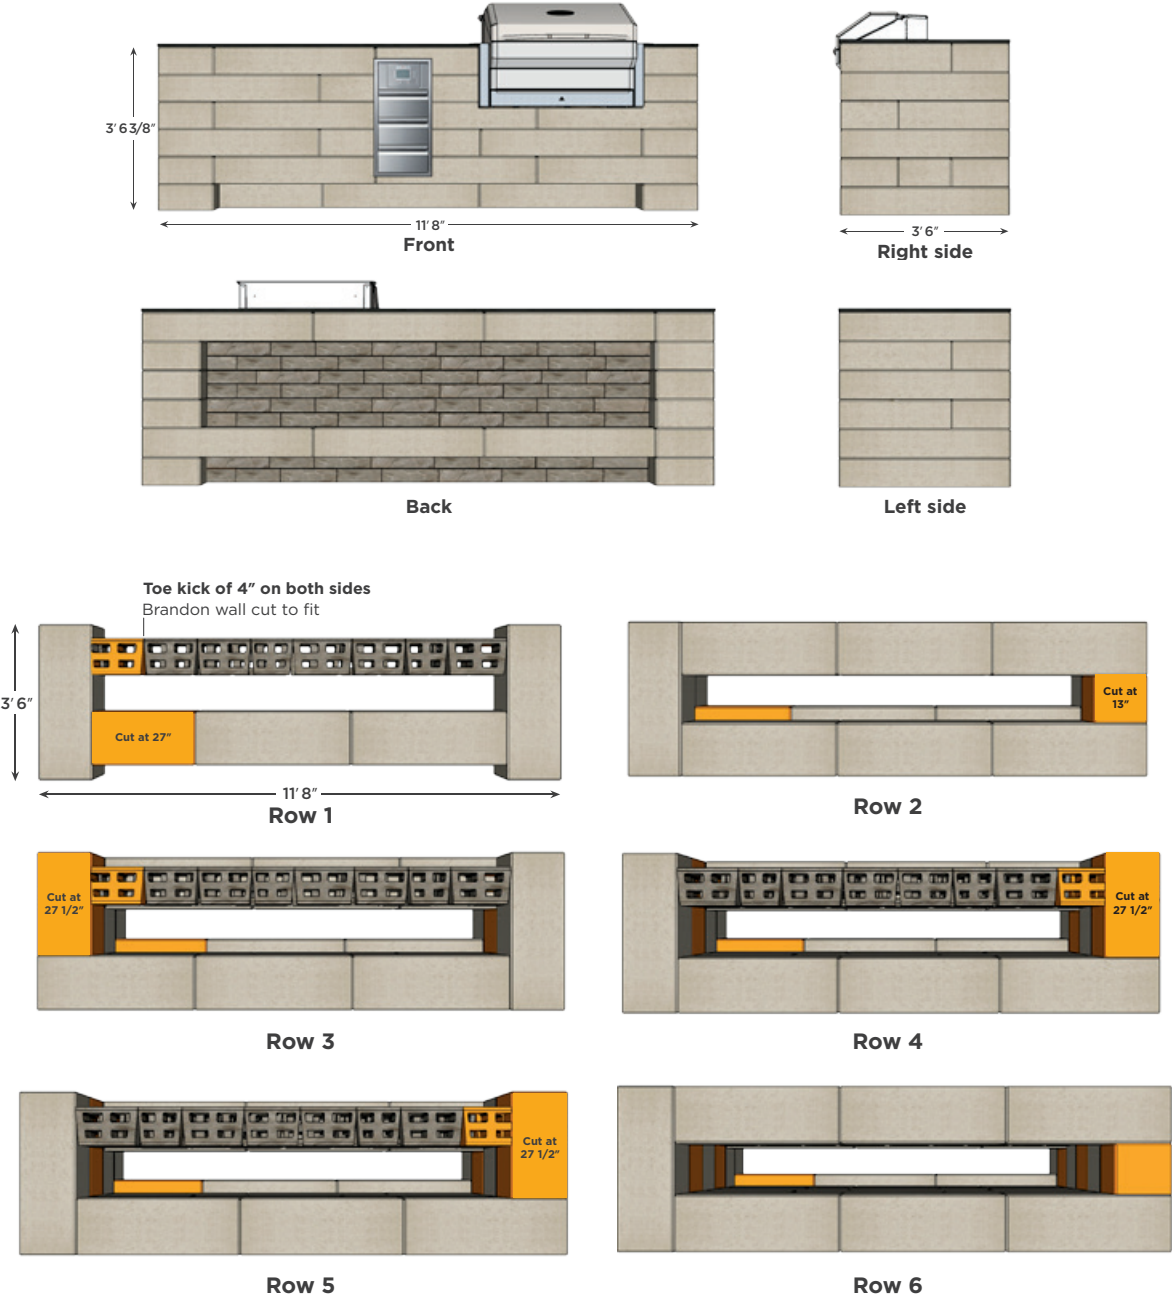 3' 6 3/8"
11' 8"
Front
3' 6"
Right side
Back
Left side
Toe kick of 4" on both sides
Brandon wall cut to fit
3' 6"
Cut at 27"
11' 8"
Row 1
Cut at
13"
Row 2
Cut at
27 1/2"
Row 3
Cut at
27 1/2"
Row 4
Cut at
27 1/2"
Row 5
Row 6